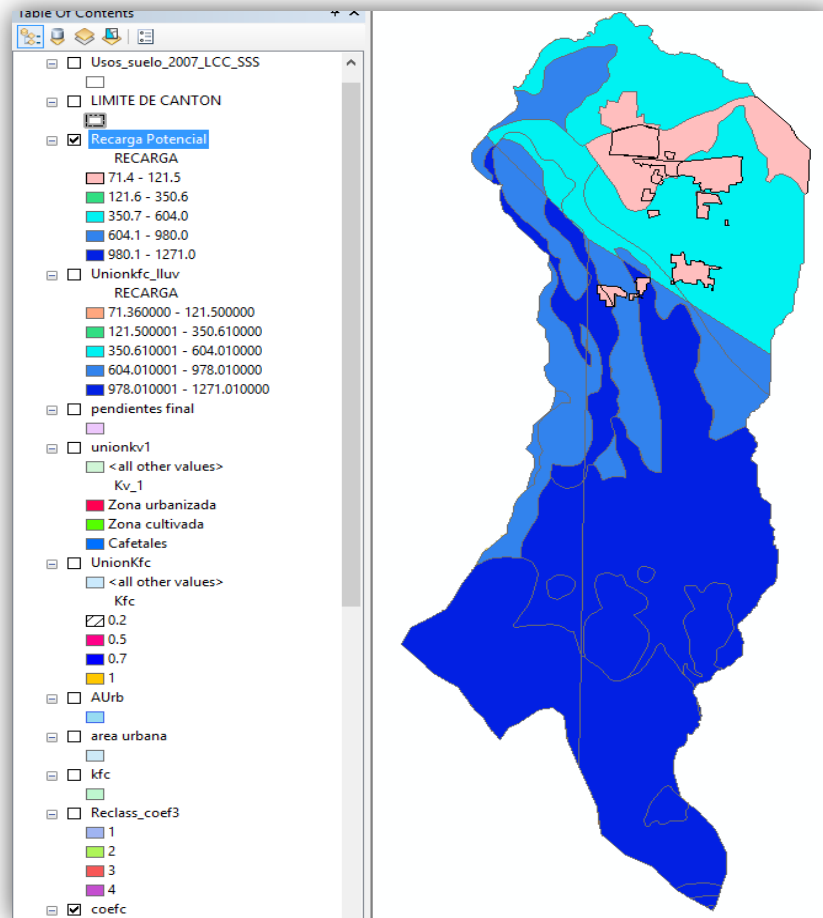 Table Of Contents
Usos_suelo_2007_LCC_SSS
LIMITE DE CANTON
Recarga Potencial
RECARGA
71.4 - 121.5
121.6 - 350.6
350.7 - 604.0
604.1 - 980.0
980.1 - 1271.0
Unionkfc_lluv
RECARGA
71.360000 - 121.500000
121.500001 - 350.610000
350.610001 - 604.010000
604.010001 - 978.010000
978.010001 - 1271.010000
pendientes final
unionkv1
<all other values>
Kv_1
Zona urbanizada
Zona cultivada
Cafetales
UnionKfc
<all other values>
Kfc
0.2
0.5
0.7
1
AUrb
area urbana
kfc
Reclass_coef3
1
2
3
4
coefc